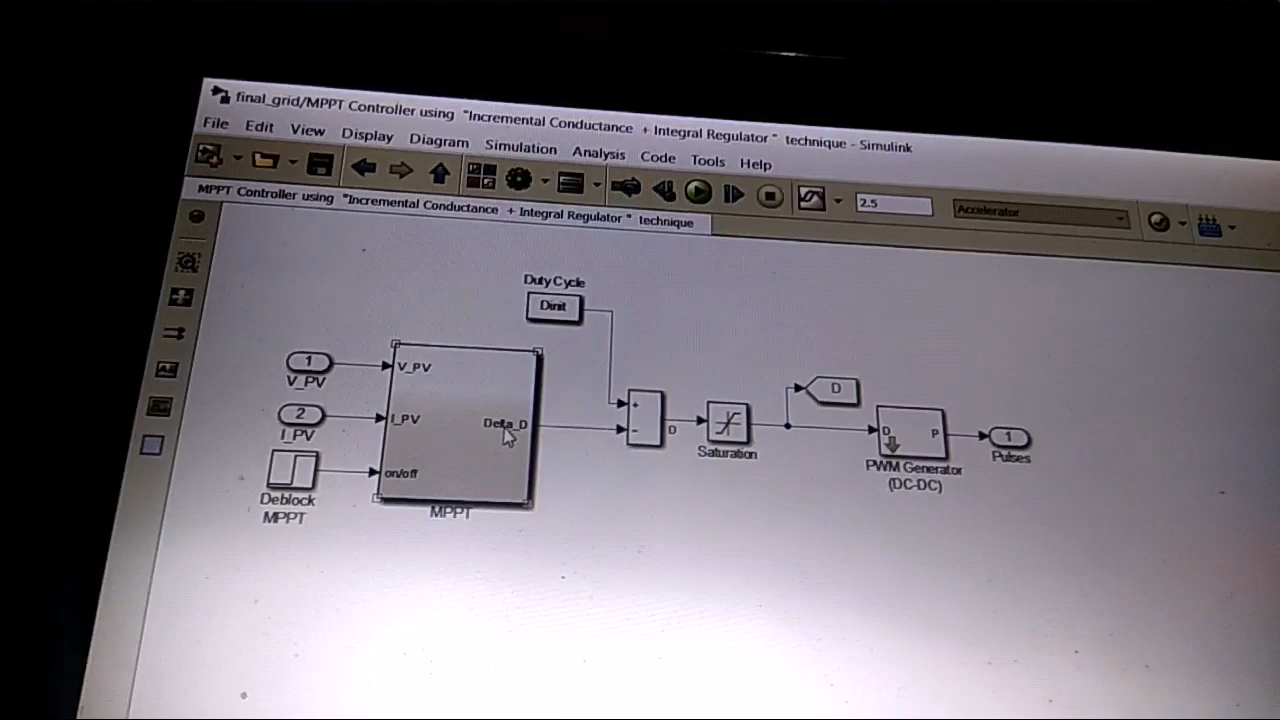 final_grid/MPPT Controller using "Incremental Conductance + Integral Regulator" technique - Simulink
File Edit View Display Diagram Simulation Analysis Code Tools Help
2.5 Accelerator
MPPT Controller using "Incremental Conductance + Integral Regulator" technique
Duty Cycle
Dinit
1
V_PV
V_PV
2
I_PV
I_PV
Delta_D
on/off
Deblock
MPPT
MPPT
+
-
D
Saturation
D
D
P
PWM Generator
(DC-DC)
1
Pulses